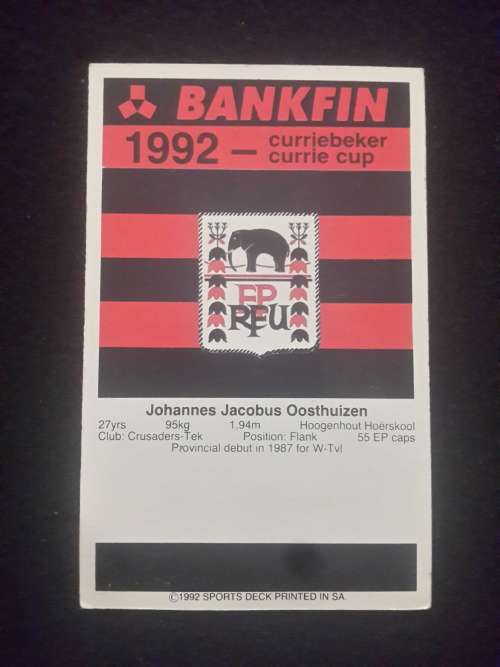 BANKFIN
1992 – curriebeker
currie cup
EP
RFU
Johannes Jacobus Oosthuizen
27yrs 95kg 1,94m Hoogenhout Hoërskool
Club: Crusaders-Tek Position: Flank 55 EP caps
Provincial debut in 1987 for W-Tvl
©1992 SPORTS DECK PRINTED IN SA.